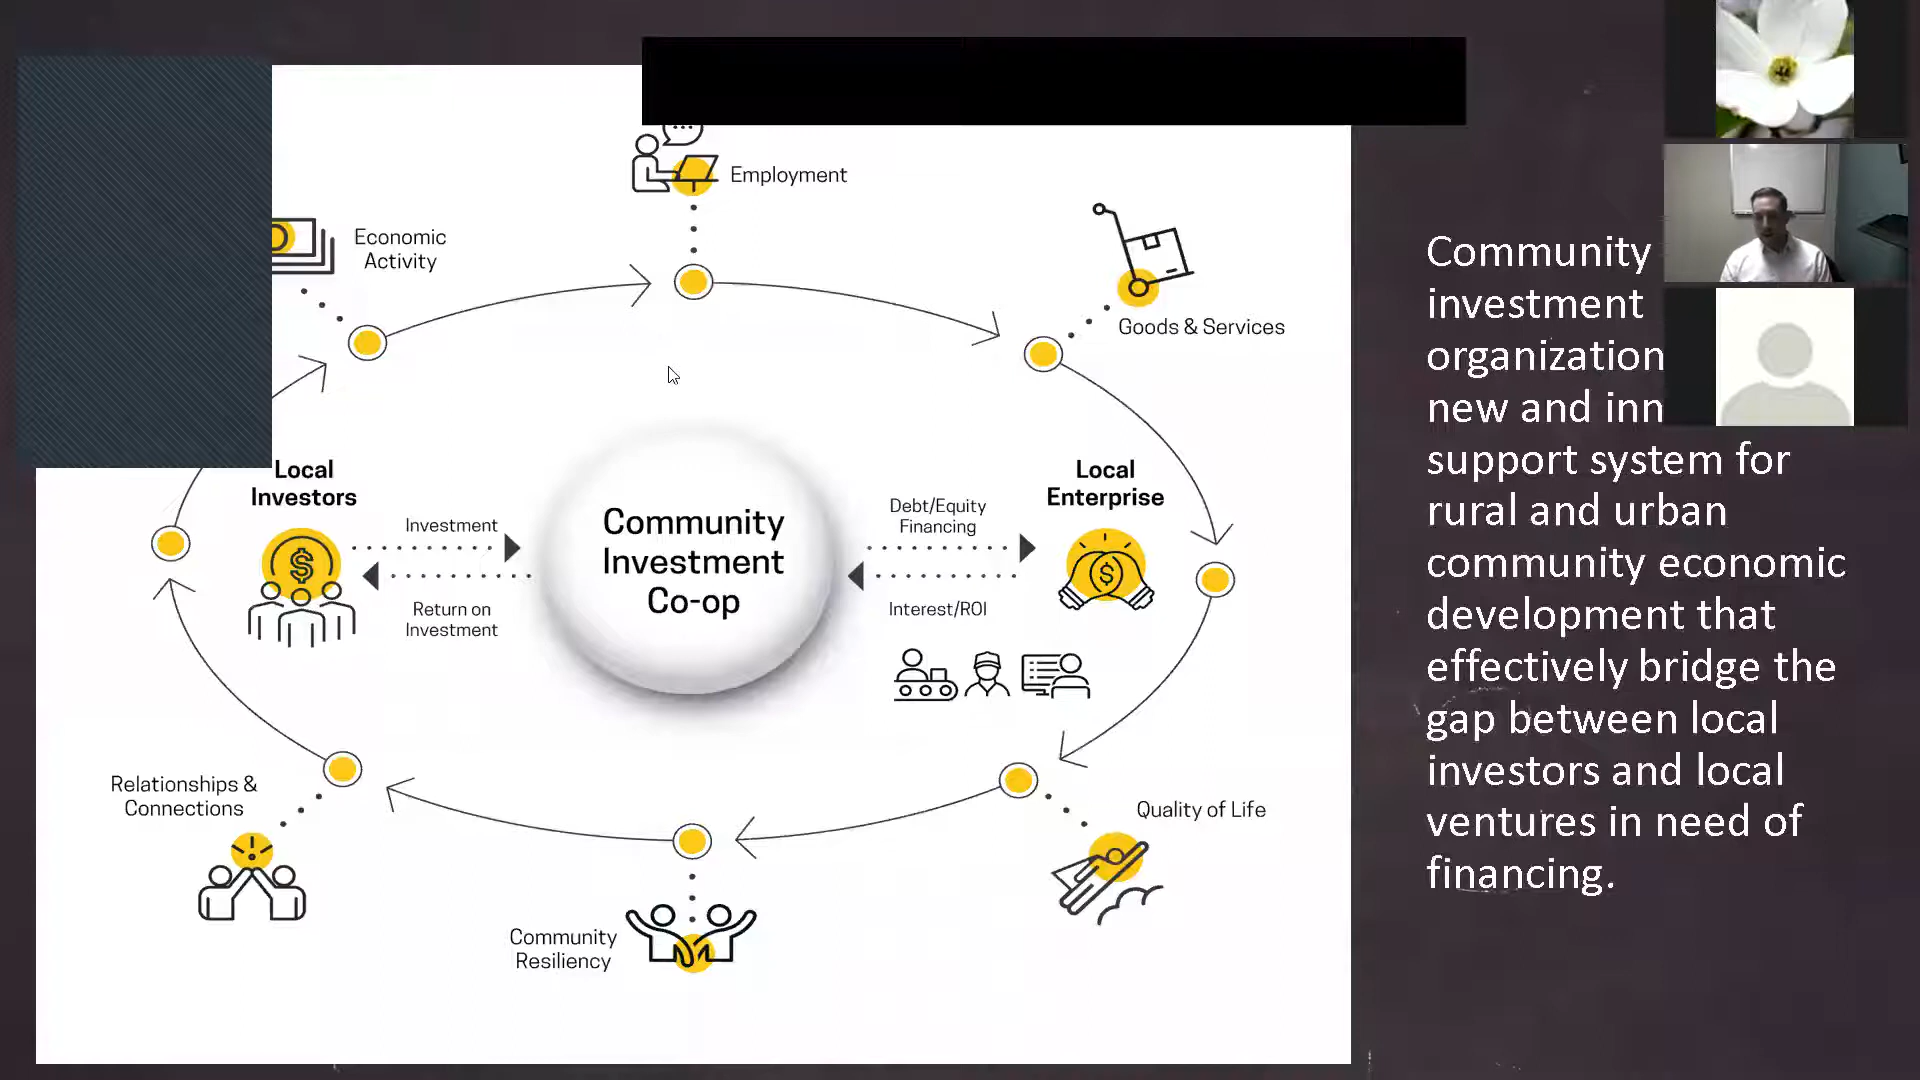 Employment
Economic
Activity
Goods & Services
Local
Investors
Investment
Return on
Investment
Community
Investment
Co-op
Debt/Equity
Financing
Interest/ROI
Local
Enterprise
Relationships &
Connections
Community
Resiliency
Quality of Life
Community
investment
organization
new and
support system for
rural and urban
community economic
development that
effectively bridge the
gap between local
investors and local
ventures in need of
financing.